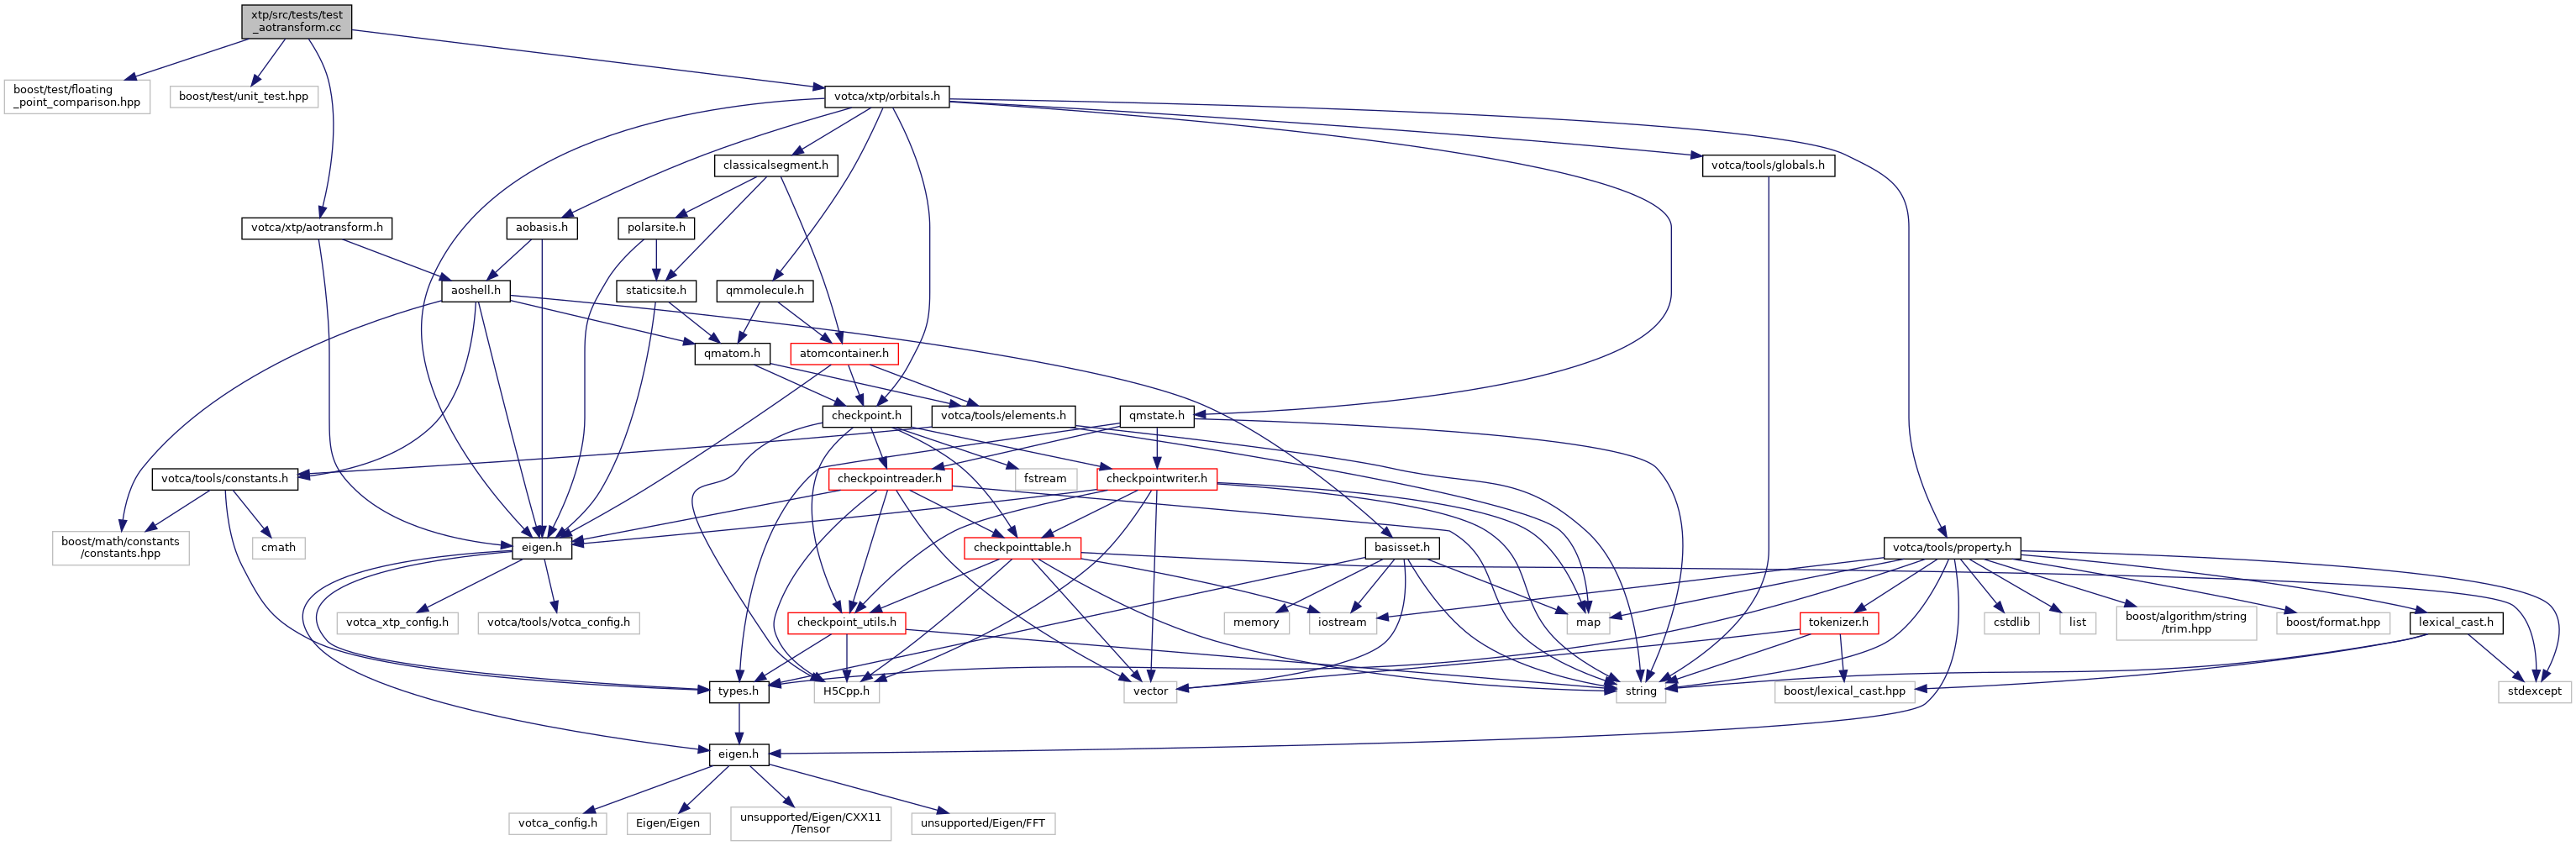 xtp/src/tests/test
_aotransform.cc
boost/test/floating
_point_comparison.hpp
boost/test/unit_test.hpp
votca/xtp/orbitals.h
classicalsegment.h
votca/tools/globals.h
votca/xtp/aotransform.h
aobasis.h
polarsite.h
aoshell.h
staticsite.h
qmmolecule.h
qmatom.h
atomcontainer.h
checkpoint.h
votca/tools/elements.h
qmstate.h
votca/tools/constants.h
checkpointreader.h
fstream
checkpointwriter.h
boost/math/constants
/constants.hpp
cmath
eigen.h
checkpointtable.h
basisset.h
votca/tools/property.h
votca_xtp_config.h
votca/tools/votca_config.h
checkpoint_utils.h
memory
iostream
map
tokenizer.h
cstdlib
list
boost/algorithm/string
/trim.hpp
boost/format.hpp
lexical_cast.h
types.h
H5Cpp.h
vector
string
boost/lexical_cast.hpp
stdexcept
eigen.h
votca_config.h
Eigen/Eigen
unsupported/Eigen/CXX11
/Tensor
unsupported/Eigen/FFT